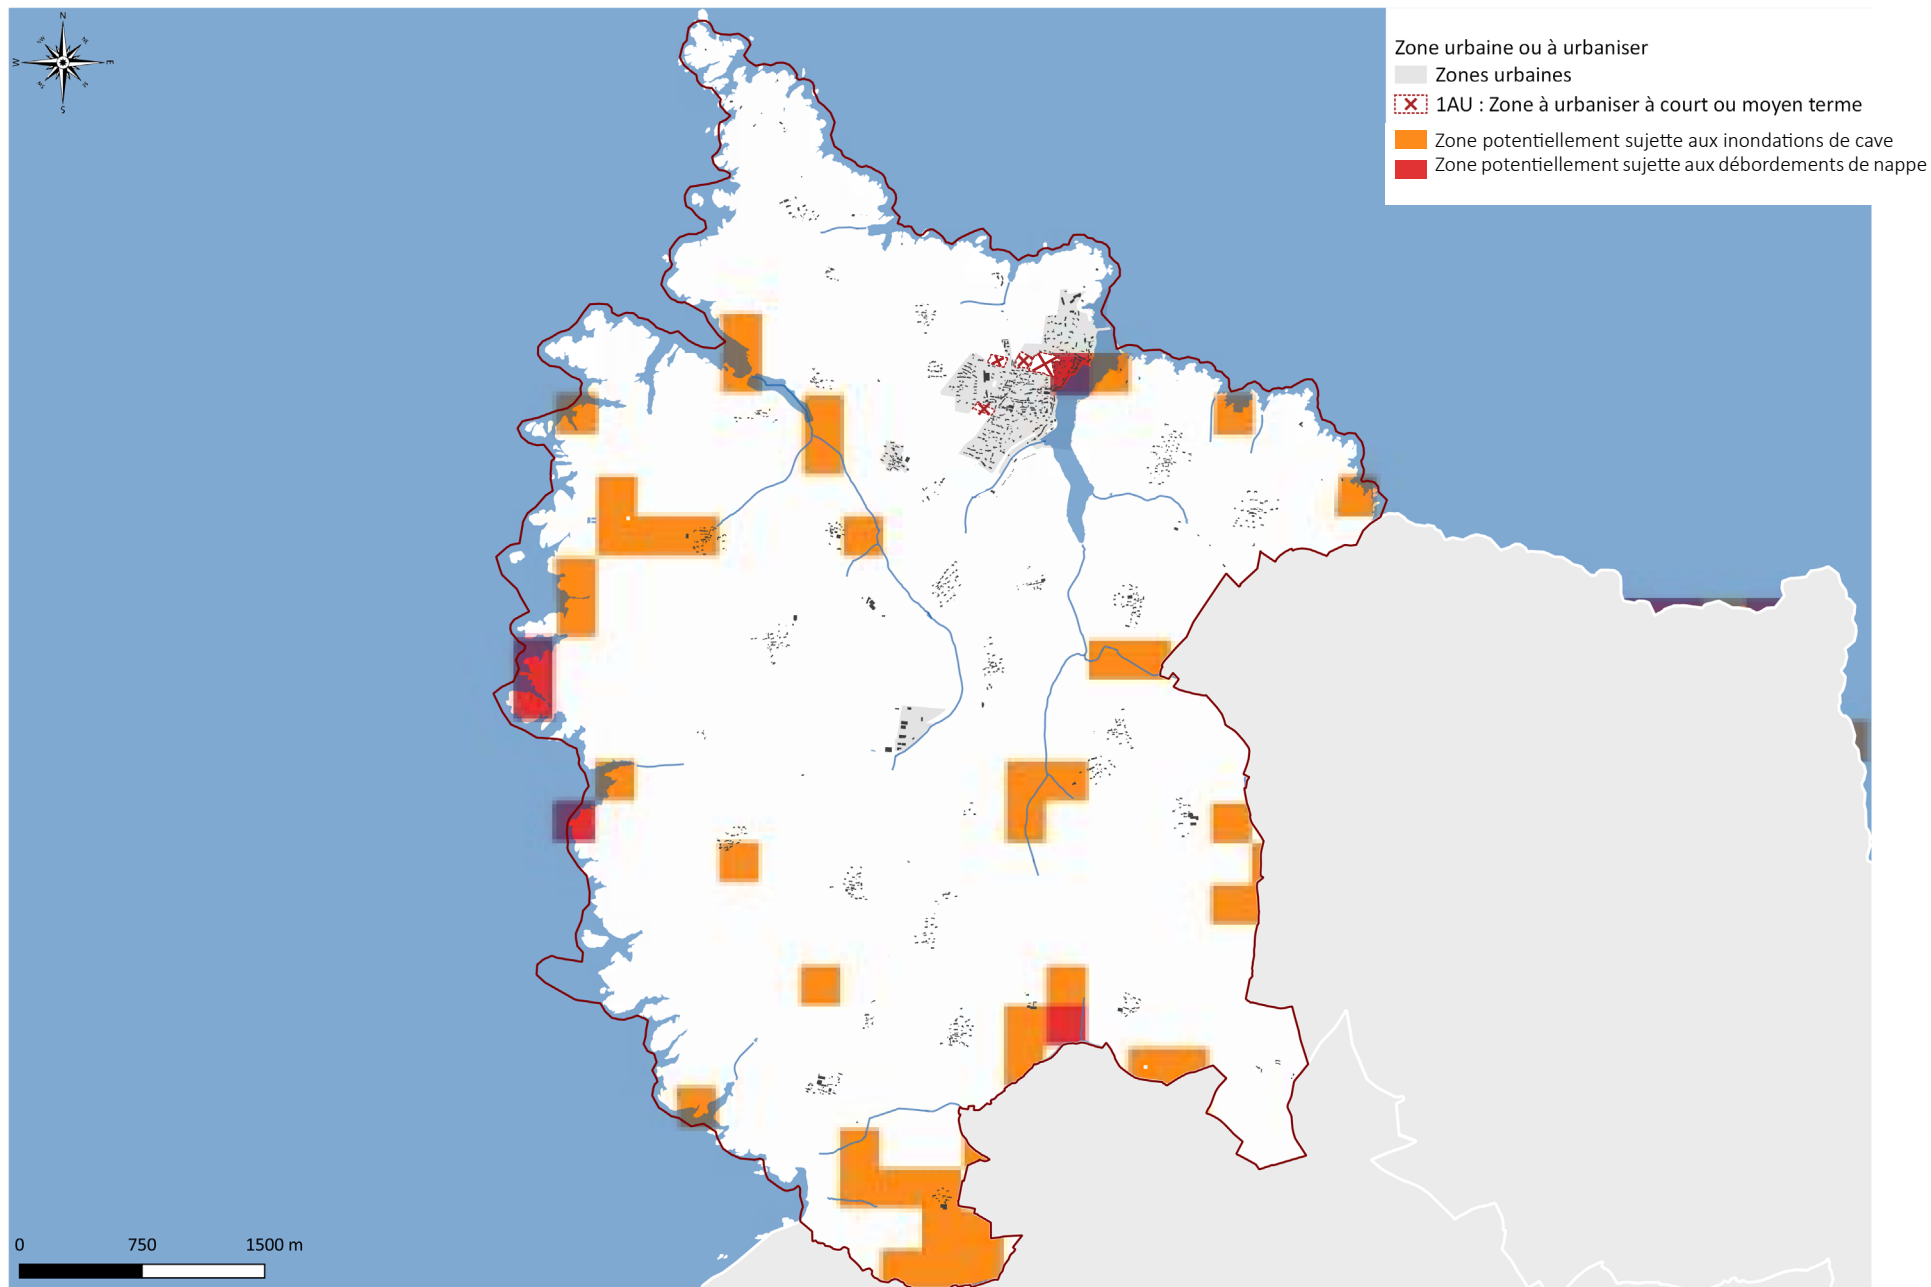 N
W
E
S
Zone urbaine ou à urbaniser
Zones urbaines
1AU : Zone à urbaniser à court ou moyen terme
Zone potentiellement sujette aux inondations de cave
Zone potentiellement sujette aux débordements de nappe
0 750 1500 m